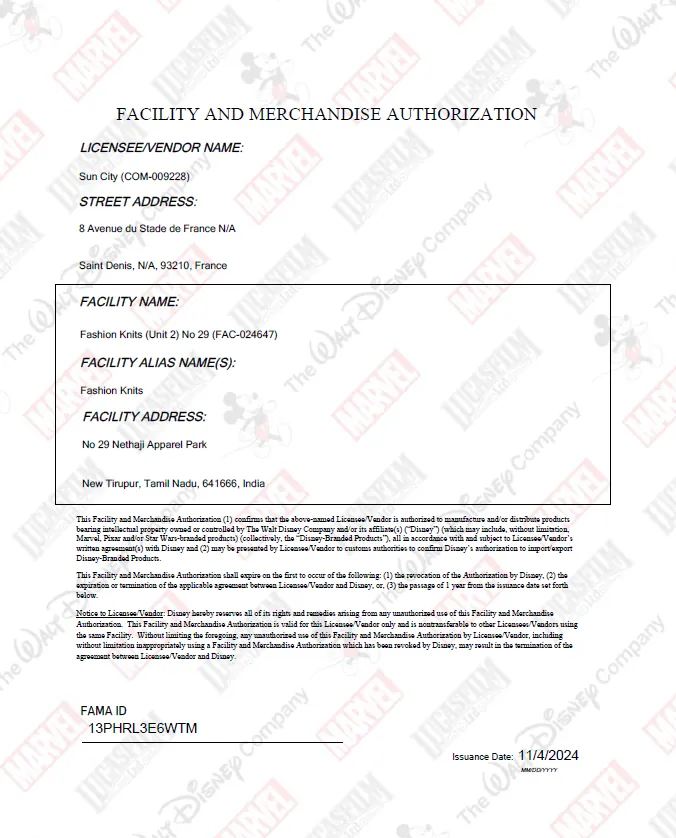 FACILITY AND MERCHANDISE AUTHORIZATION
LICENSEE/VENDOR NAME:
Sun City (COM-009228)
STREET ADDRESS:
8 Avenue du Stade de France N/A
Saint Denis, N/A, 93210, France
FACILITY NAME:
Fashion Knits (Unit 2) No 29 (FAC-024647)
FACILITY ALIAS NAME(S):
Fashion Knits
FACILITY ADDRESS:
No 29 Nethaji Apparel Park
New Tirupur, Tamil Nadu, 641666, India
This Facility and Merchandise Authorization (1) confirms that the above-named Licensee/Vendor is authorized to manufacture and/or distribute products
bearing intellectual property owned or controlled by The Walt Disney Company and/or its affiliate(s) (“Disney”) (which may include, without limitation,
Marvel, Pixar and/or Star Wars-branded products) (collectively, the “Disney-Branded Products”), all in accordance with and subject to Licensee/Vendor’s
written agreement(s) with Disney and (2) may be presented by Licensee/Vendor to customs authorities to confirm Disney’s authorization to import/export
Disney-Branded Products.
This Facility and Merchandise Authorization shall expire on the first to occur of the following: (1) the revocation of the Authorization by Disney, (2) the
expiration or termination of the applicable agreement between Licensee/Vendor and Disney, or, (3) the passage of 1 year from the issuance date set forth
below.
Notice to Licensee/Vendor: Disney hereby reserves all of its rights and remedies arising from any unauthorized use of this Facility and Merchandise
Authorization. This Facility and Merchandise Authorization is valid for this Licensee/Vendor only and is nontransferable to other Licensees/Vendors using
the same Facility. Without limiting the foregoing, any unauthorized use of this Facility and Merchandise Authorization by Licensee/Vendor, including
without limitation inappropriately using a Facility and Merchandise Authorization which has been revoked by Disney, may result in the termination of the
agreement between Licensee/Vendor and Disney.
FAMA ID
13PHRL3E6WTM
Issuance Date: 11/4/2024
MM/DD/YYYY
MARVEL
LUCASFILM Ltd
The WALT DISNEY Company